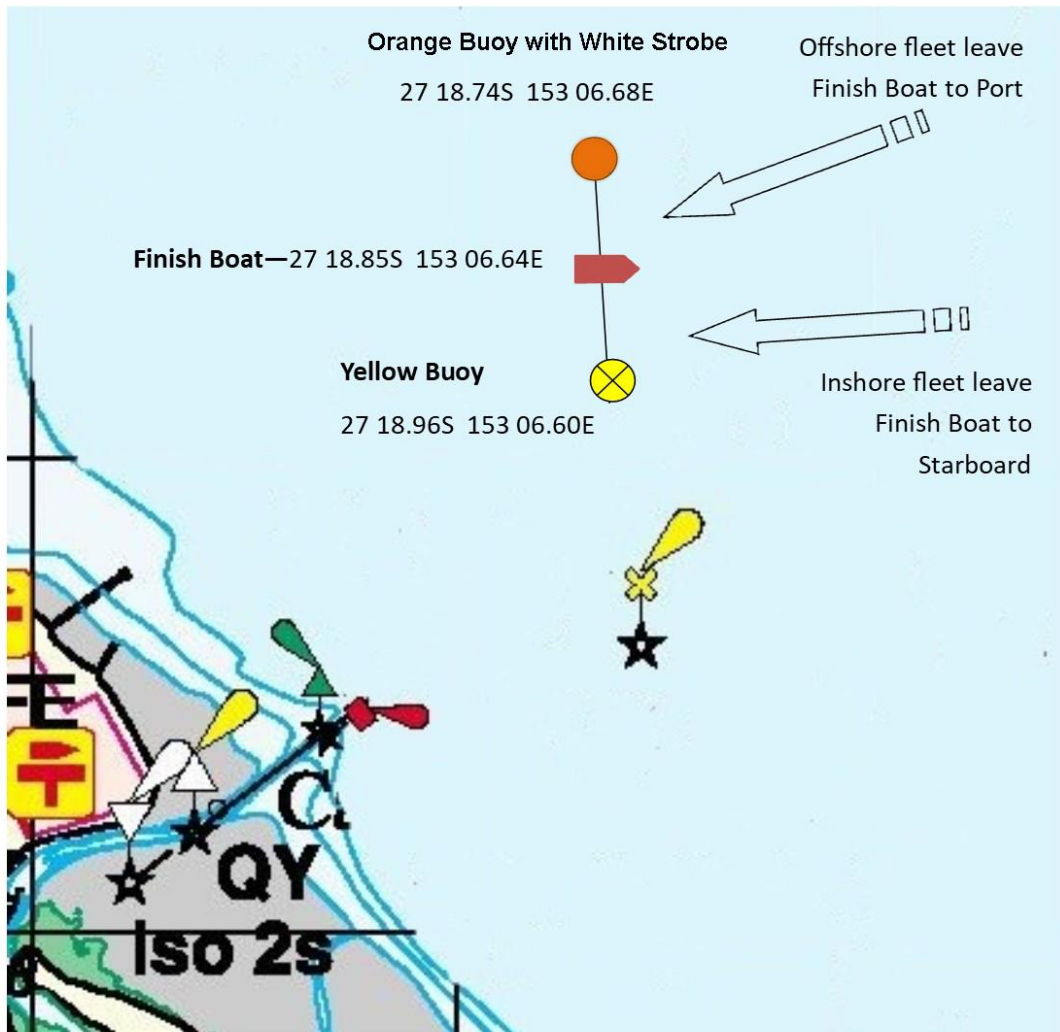 Orange Buoy with White Strobe
27 18.74S 153 06.68E
Offshore fleet leave
Finish Boat to Port
Finish Boat—27 18.85S 153 06.64E
Yellow Buoy
27 18.96S 153 06.60E
Inshore fleet leave
Finish Boat to
Starboard
QY
Iso 2s